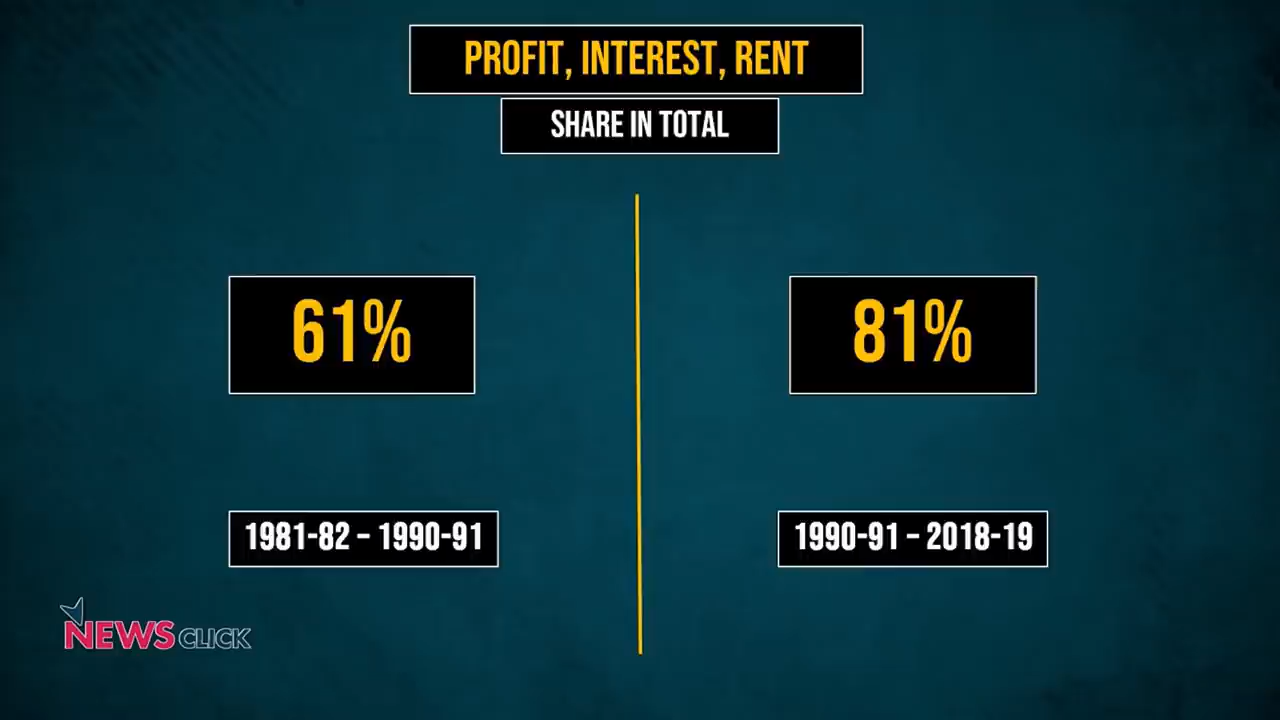 PROFIT, INTEREST, RENT
SHARE IN TOTAL
61%
81%
1981-82 – 1990-91
1990-91 – 2018-19
NEWSCLICK